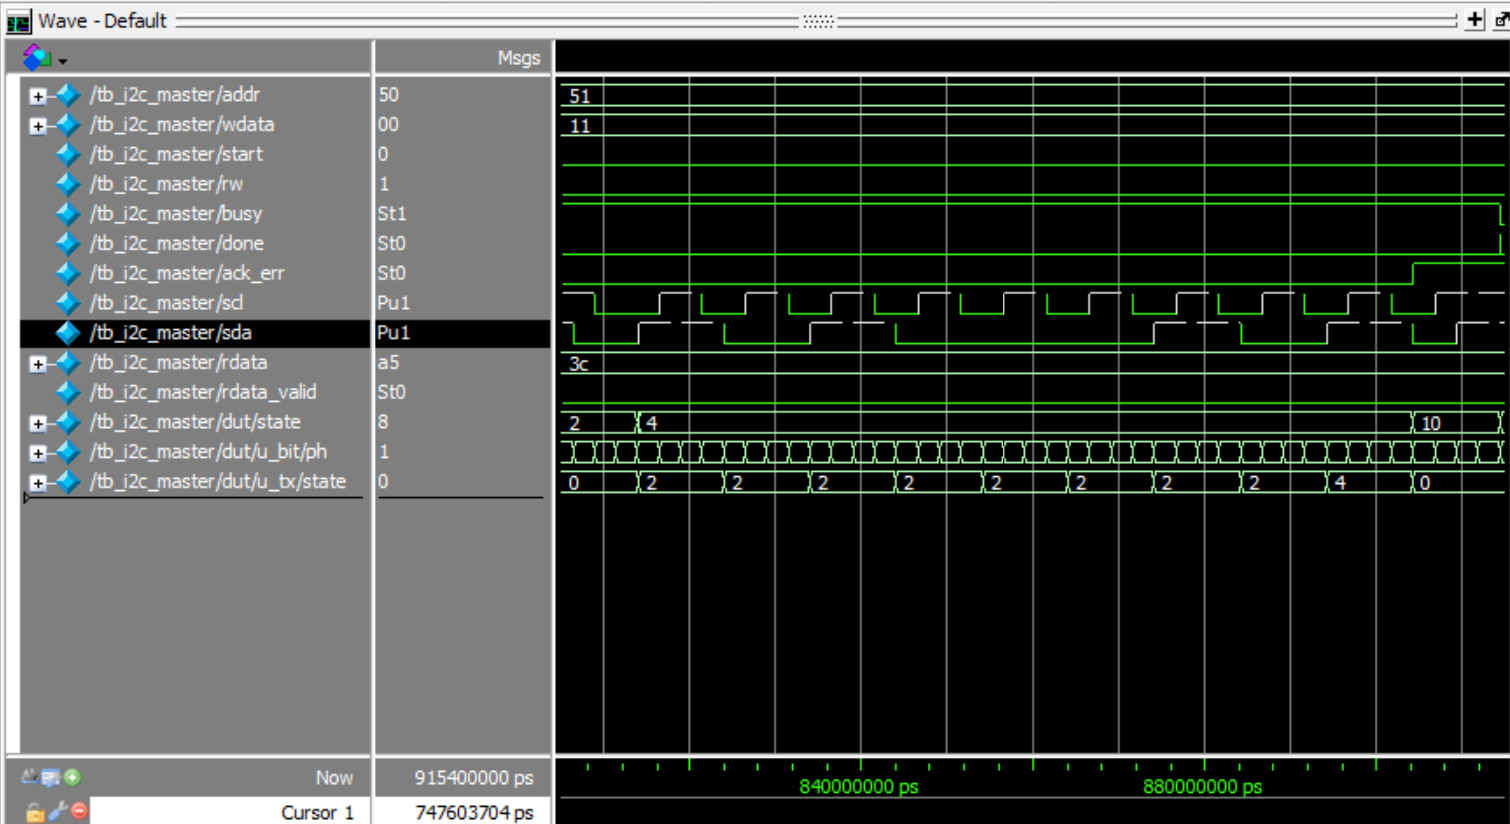 Wave - Default
Msgs
/tb_i2c_master/addr 50 51
/tb_i2c_master/wdata 00 11
/tb_i2c_master/start 0
/tb_i2c_master/rw 1
/tb_i2c_master/busy St1
/tb_i2c_master/done St0
/tb_i2c_master/ack_err St0
/tb_i2c_master/scl Pu1
/tb_i2c_master/sda Pu1
/tb_i2c_master/rdata a5 3c
/tb_i2c_master/rdata_valid St0
/tb_i2c_master/dut/state 8 2 4 10
/tb_i2c_master/dut/u_bit/ph 1
/tb_i2c_master/dut/u_tx/state 0 0 2 2 2 2 2 2 2 2 4 0
Now 915400000 ps 840000000 ps 880000000 ps
Cursor 1 747603704 ps